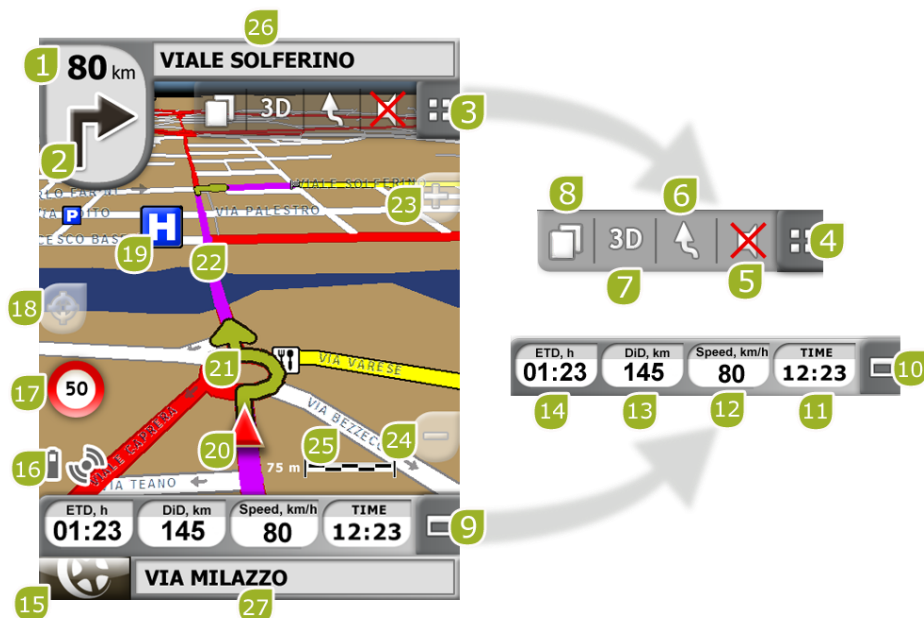 26
1
80 km
VIALE SOLFERINO
3D
3
2
VIALE SOLFERINO
23
6
8
P
VIA PALESTRO
H
19
22
3D
4
7
5
18
21
VIA VARESE
ETD, h
DiD, km
Speed, km/h
TIME
01:23
145
80
12:23
10
17
50
14
13
12
11
20
VIA BEZZECC
24
25
16
75 m
VIA TEANO
ETD, h
DiD, km
Speed, km/h
TIME
01:23
145
80
12:23
9
15
VIA MILAZZO
27